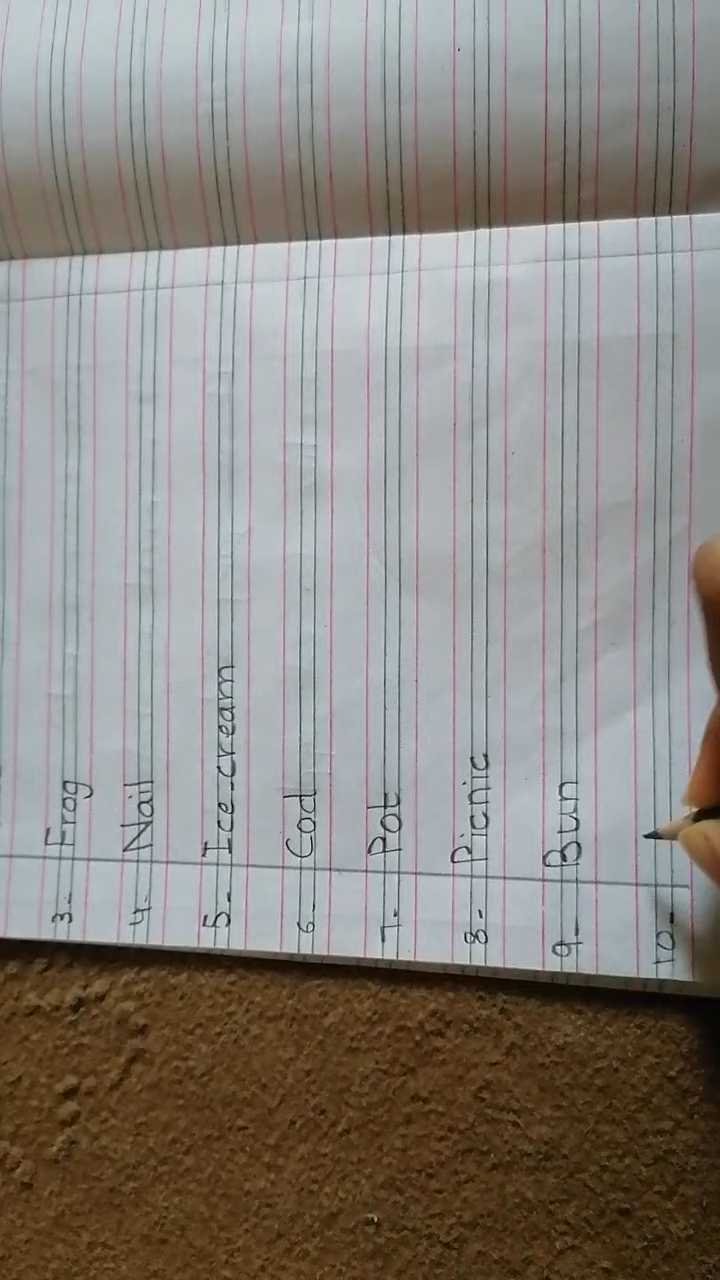 3- Frog
4- Nail
5- Ice-cream
6- Cod
7- Pot
8- Picnic
9- Bun
10-